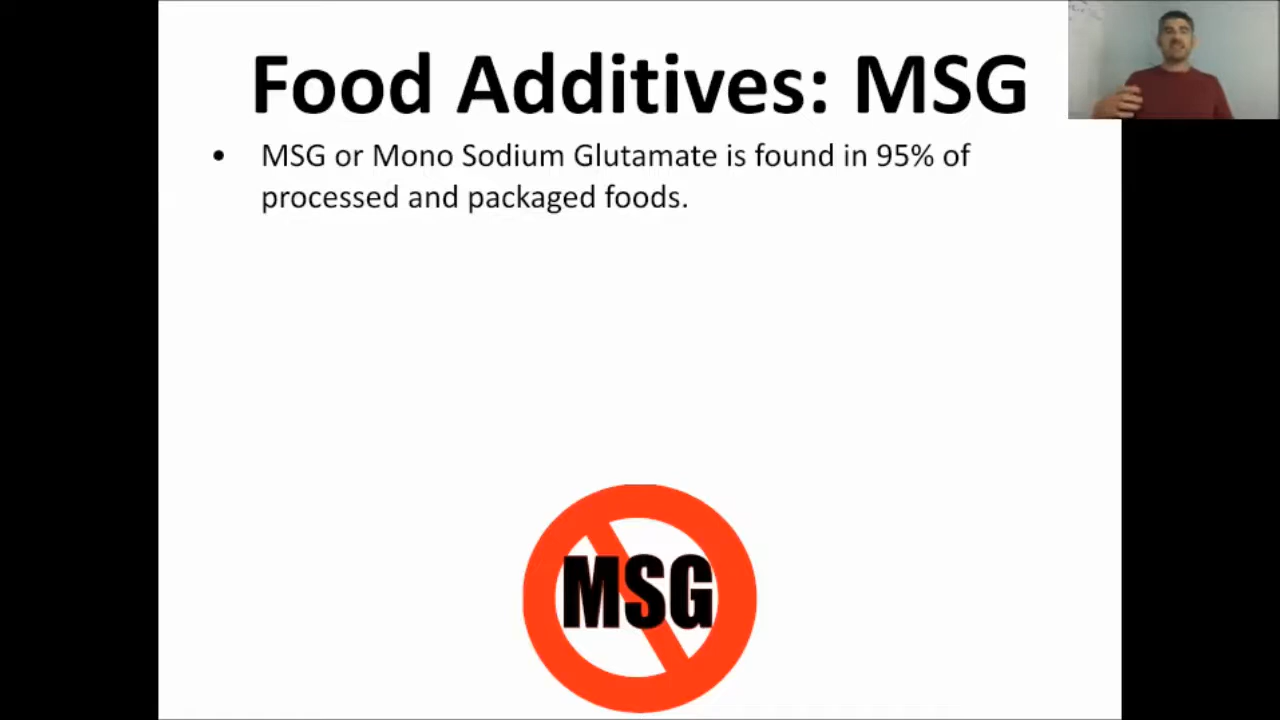 Food Additives: MSG
• MSG or Mono Sodium Glutamate is found in 95% of
processed and packaged foods.
MSG